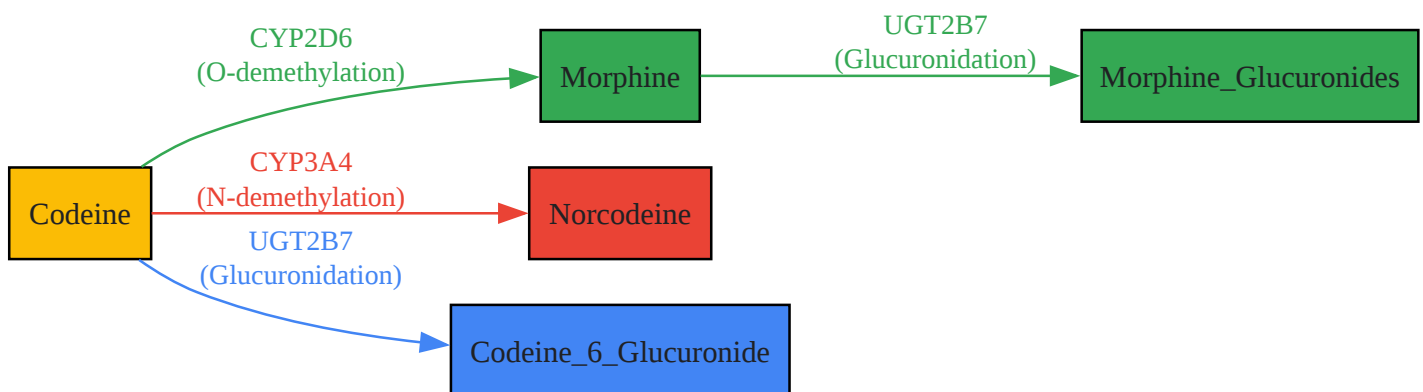 CYP2D6
(O-demethylation)
Morphine
UGT2B7
(Glucuronidation)
Morphine_Glucuronides
Codeine
CYP3A4
(N-demethylation)
Norcodeine
UGT2B7
(Glucuronidation)
Codeine_6_Glucuronide